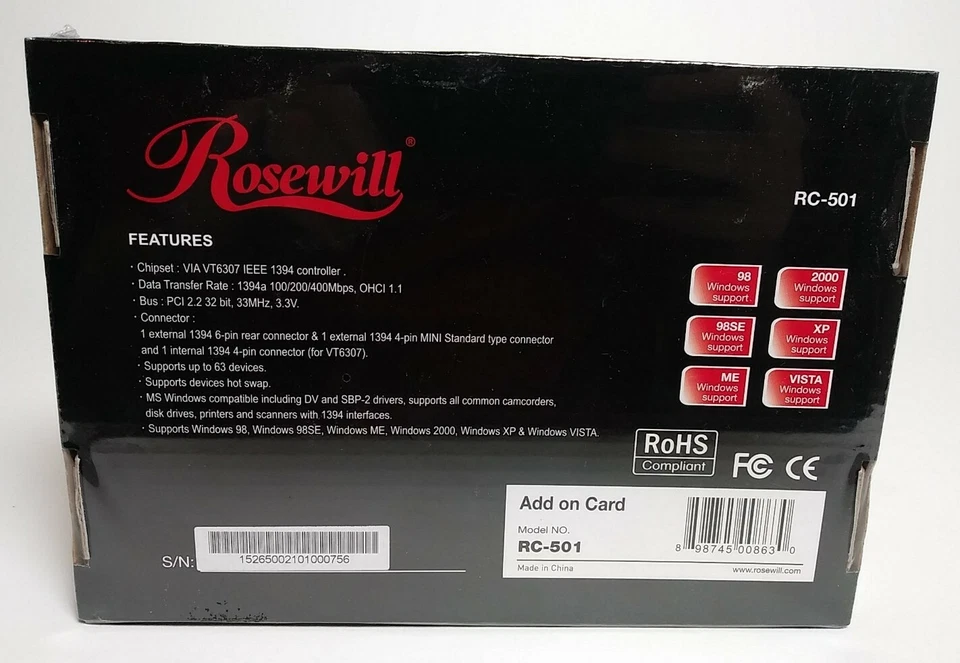 Rosewill®
RC-501
FEATURES
· Chipset : VIA VT6307 IEEE 1394 controller .
· Data Transfer Rate : 1394a 100/200/400Mbps, OHCI 1.1
· Bus : PCI 2.2 32 bit, 33MHz, 3.3V.
· Connector :
1 external 1394 6-pin rear connector & 1 external 1394 4-pin MINI Standard type connector
and 1 internal 1394 4-pin connector (for VT6307).
· Supports up to 63 devices.
· Supports devices hot swap.
· MS Windows compatible including DV and SBP-2 drivers, supports all common camcorders,
disk drives, printers and scanners with 1394 interfaces.
· Supports Windows 98, Windows 98SE, Windows ME, Windows 2000, Windows XP & Windows VISTA.
98
Windows
support
2000
Windows
support
98SE
Windows
support
XP
Windows
support
ME
Windows
support
VISTA
Windows
support
RoHS
Compliant
FC CE
S/N:
15265002101000756
Add on Card
Model NO.
RC-501
Made in China
8 98745 00863 0
www.rosewill.com